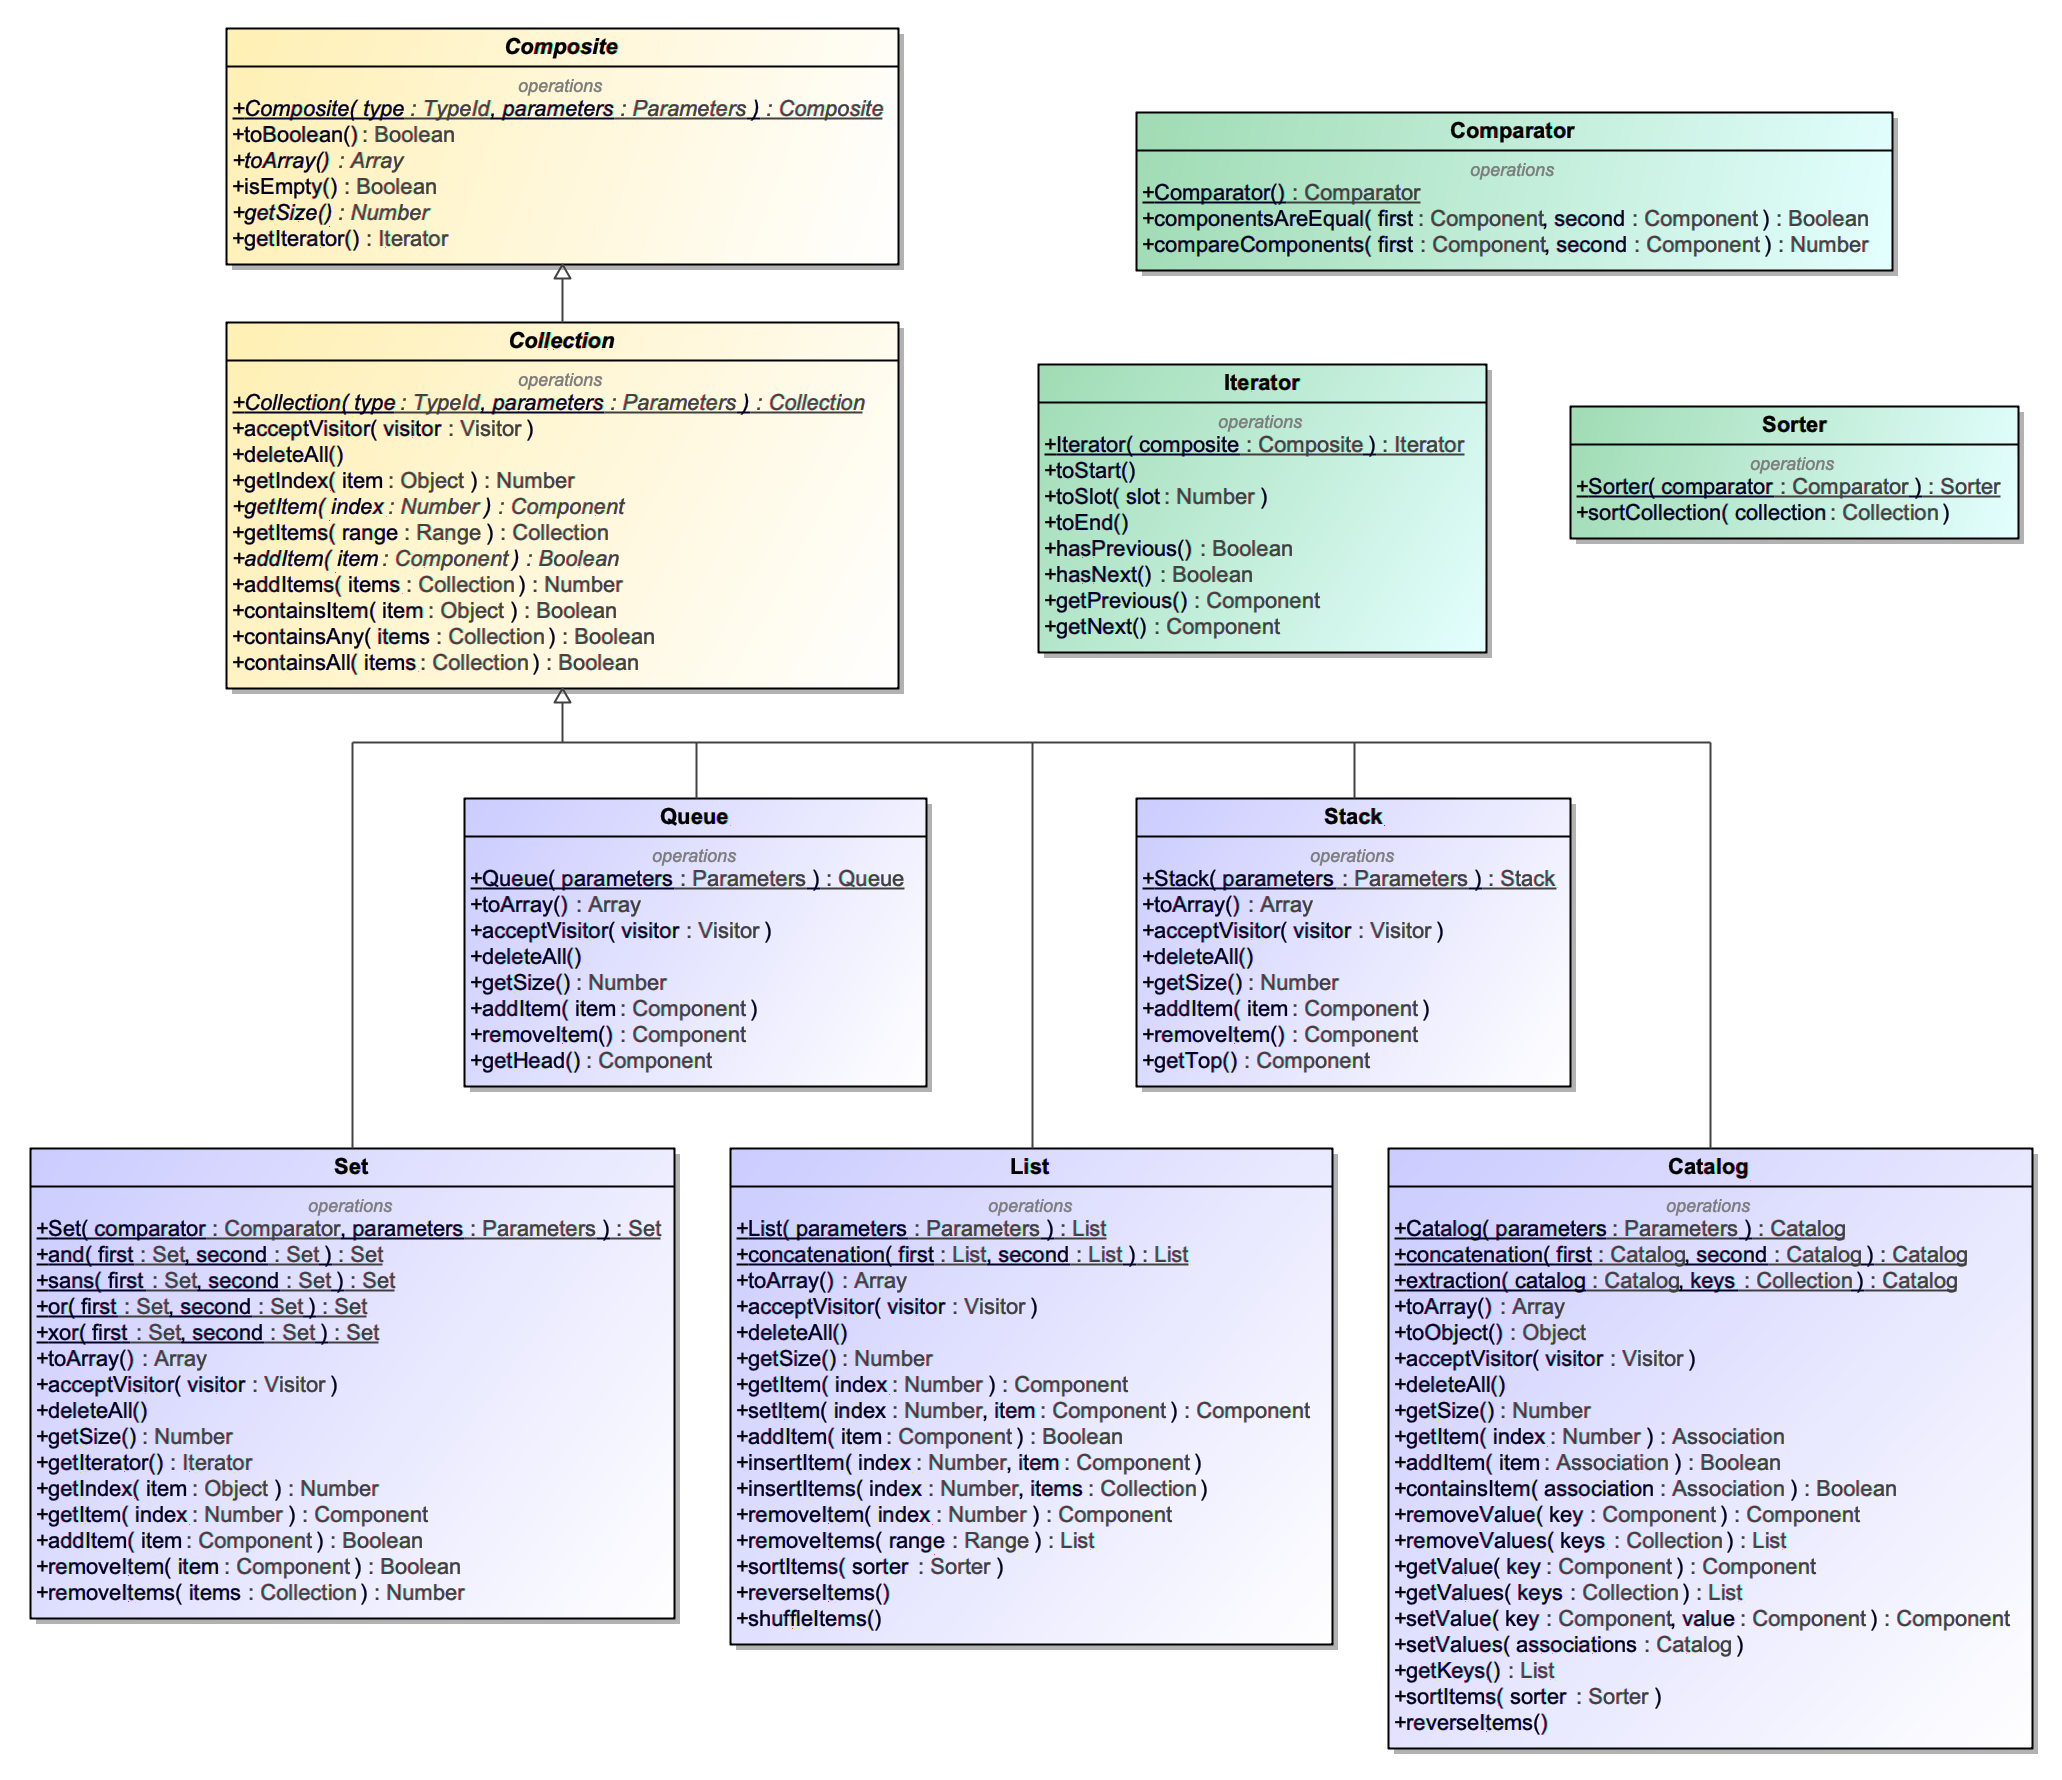 Composite
operations
+Composite( type : TypeId, parameters : Parameters ) : Composite
+toBoolean() : Boolean
+toArray() : Array
+isEmpty() : Boolean
+getSize() : Number
+getIterator() : Iterator
Comparator
operations
+Comparator() : Comparator
+componentsAreEqual( first : Component, second : Component ) : Boolean
+compareComponents( first : Component, second : Component ) : Number
Collection
operations
+Collection( type : TypeId, parameters : Parameters ) : Collection
+acceptVisitor( visitor : Visitor )
+deleteAll()
+getIndex( item : Object ) : Number
+getItem( index : Number ) : Component
+getItems( range : Range ) : Collection
+addItem( item : Component ) : Boolean
+addItems( items : Collection ) : Number
+containsItem( item : Object ) : Boolean
+containsAny( items : Collection ) : Boolean
+containsAll( items : Collection ) : Boolean
Iterator
operations
+Iterator( composite : Composite ) : Iterator
+toStart()
+toSlot( slot : Number )
+toEnd()
+hasPrevious() : Boolean
+hasNext() : Boolean
+getPrevious() : Component
+getNext() : Component
Sorter
operations
+Sorter( comparator : Comparator ) : Sorter
+sortCollection( collection : Collection )
Queue
operations
+Queue( parameters : Parameters ) : Queue
+toArray() : Array
+acceptVisitor( visitor : Visitor )
+deleteAll()
+getSize() : Number
+addItem( item : Component )
+removeItem() : Component
+getHead() : Component
Stack
operations
+Stack( parameters : Parameters ) : Stack
+toArray() : Array
+acceptVisitor( visitor : Visitor )
+deleteAll()
+getSize() : Number
+addItem( item : Component )
+removeItem() : Component
+getTop() : Component
Set
operations
+Set( comparator : Comparator, parameters : Parameters ) : Set
+and( first : Set, second : Set ) : Set
+sans( first : Set, second : Set ) : Set
+or( first : Set, second : Set ) : Set
+xor( first : Set, second : Set ) : Set
+toArray() : Array
+acceptVisitor( visitor : Visitor )
+deleteAll()
+getSize() : Number
+getIterator() : Iterator
+getIndex( item : Object ) : Number
+getItem( index : Number ) : Component
+addItem( item : Component ) : Boolean
+removeItem( item : Component ) : Boolean
+removeItems( items : Collection ) : Number
List
operations
+List( parameters : Parameters ) : List
+concatenation( first : List, second : List ) : List
+toArray() : Array
+acceptVisitor( visitor : Visitor )
+deleteAll()
+getSize() : Number
+getItem( index : Number ) : Component
+setItem( index : Number, item : Component ) : Component
+addItem( item : Component ) : Boolean
+insertItem( index : Number, item : Component )
+insertItems( index : Number, items : Collection )
+removeItem( index : Number ) : Component
+removeItems( range : Range ) : List
+sortItems( sorter : Sorter )
+reverseItems()
+shuffleItems()
Catalog
operations
+Catalog( parameters : Parameters ) : Catalog
+concatenation( first : Catalog, second : Catalog ) : Catalog
+extraction( catalog : Catalog, keys : Collection ) : Catalog
+toArray() : Array
+toObject() : Object
+acceptVisitor( visitor : Visitor )
+deleteAll()
+getSize() : Number
+getItem( index : Number ) : Association
+addItem( item : Association ) : Boolean
+containsItem( association : Association ) : Boolean
+removeValue( key : Component ) : Component
+removeValues( keys : Collection ) : List
+getValue( key : Component ) : Component
+getValues( keys : Collection ) : List
+setValue( key : Component, value : Component ) : Component
+setValues( associations : Catalog )
+getKeys() : List
+sortItems( sorter : Sorter )
+reverseItems()